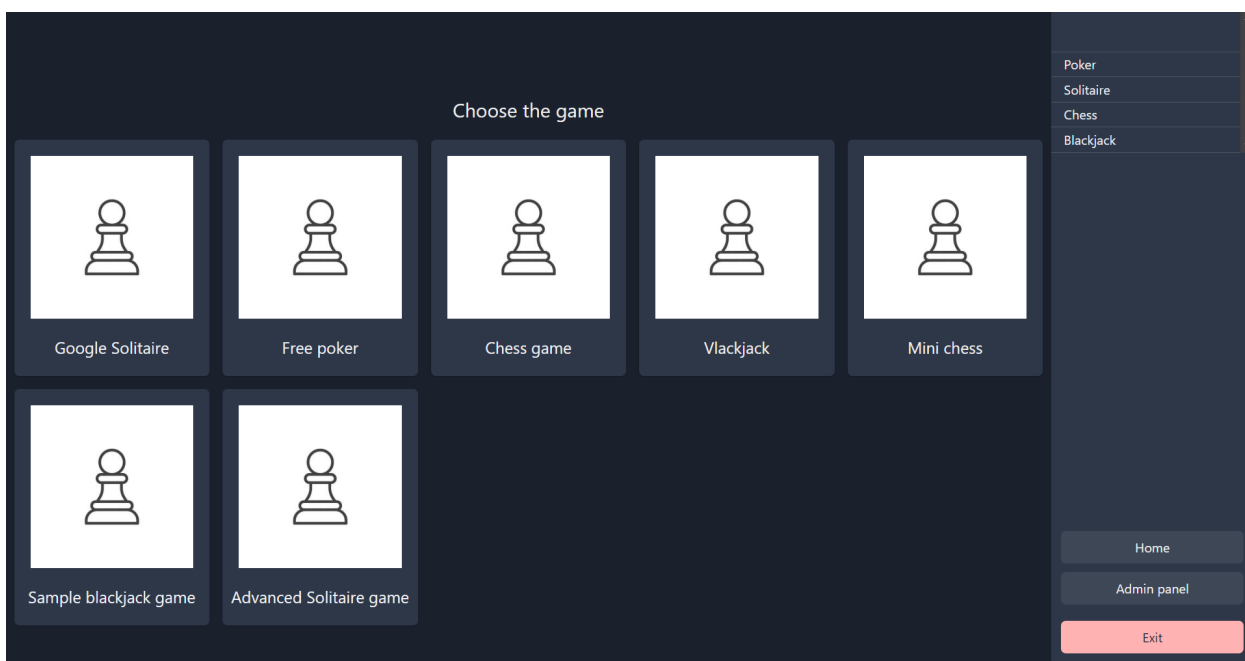 Choose the game
Google Solitaire
Free poker
Chess game
Vlackjack
Mini chess
Sample blackjack game
Advanced Solitaire game
Poker
Solitaire
Chess
Blackjack
Home
Admin panel
Exit